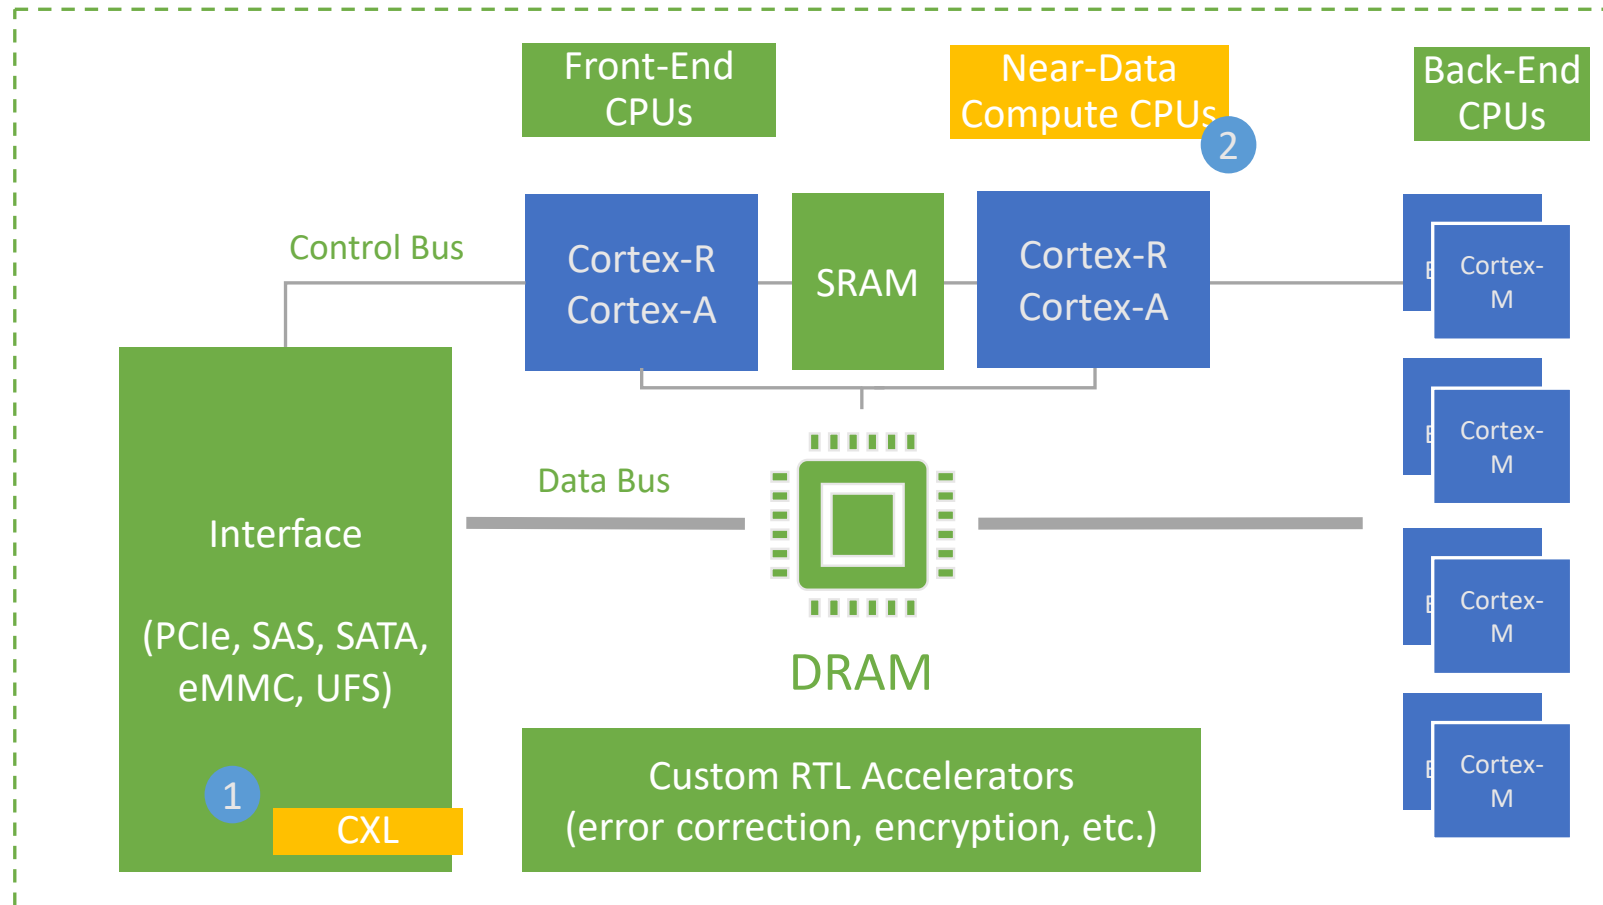 Front-End
CPUs
Near-Data
Compute CPUs
2
Back-End
CPUs
Control Bus
Cortex-R
Cortex-A
SRAM
Cortex-R
Cortex-A
Cortex-
M
Cortex-
M
Data Bus
Interface
(PCIe, SAS, SATA,
eMMC, UFS)
1
CXL
DRAM
Custom RTL Accelerators
(error correction, encryption, etc.)
Cortex-
M
Cortex-
M